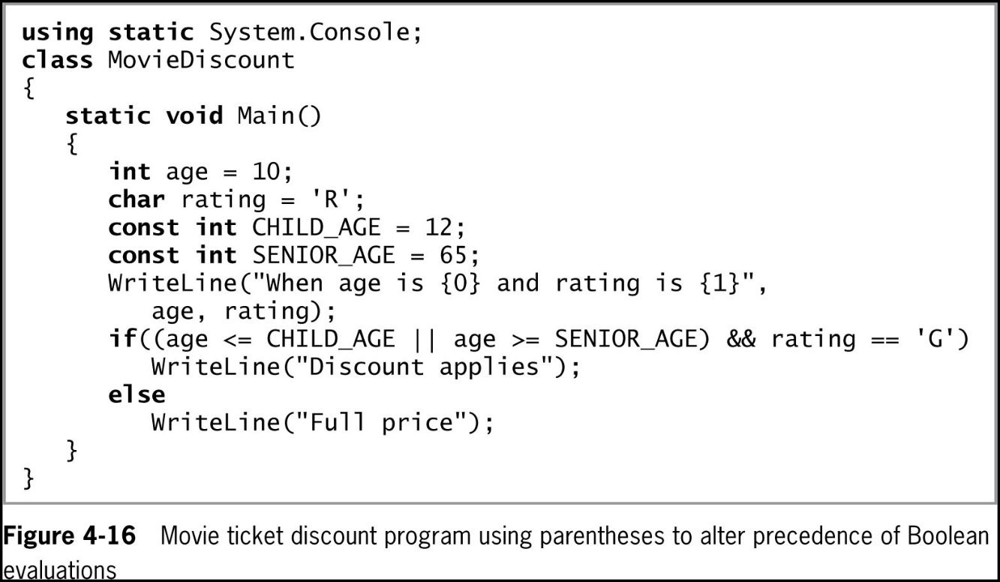 using static System.Console;
class MovieDiscount
{
   static void Main()
   {
      int age = 10;
      char rating = 'R';
      const int CHILD_AGE = 12;
      const int SENIOR_AGE = 65;
      WriteLine("When age is {0} and rating is {1}",
         age, rating);
      if((age <= CHILD_AGE || age >= SENIOR_AGE) && rating == 'G')
         WriteLine("Discount applies");
      else
         WriteLine("Full price");
   }
}
Figure 4-16 Movie ticket discount program using parentheses to alter precedence of Boolean
evaluations